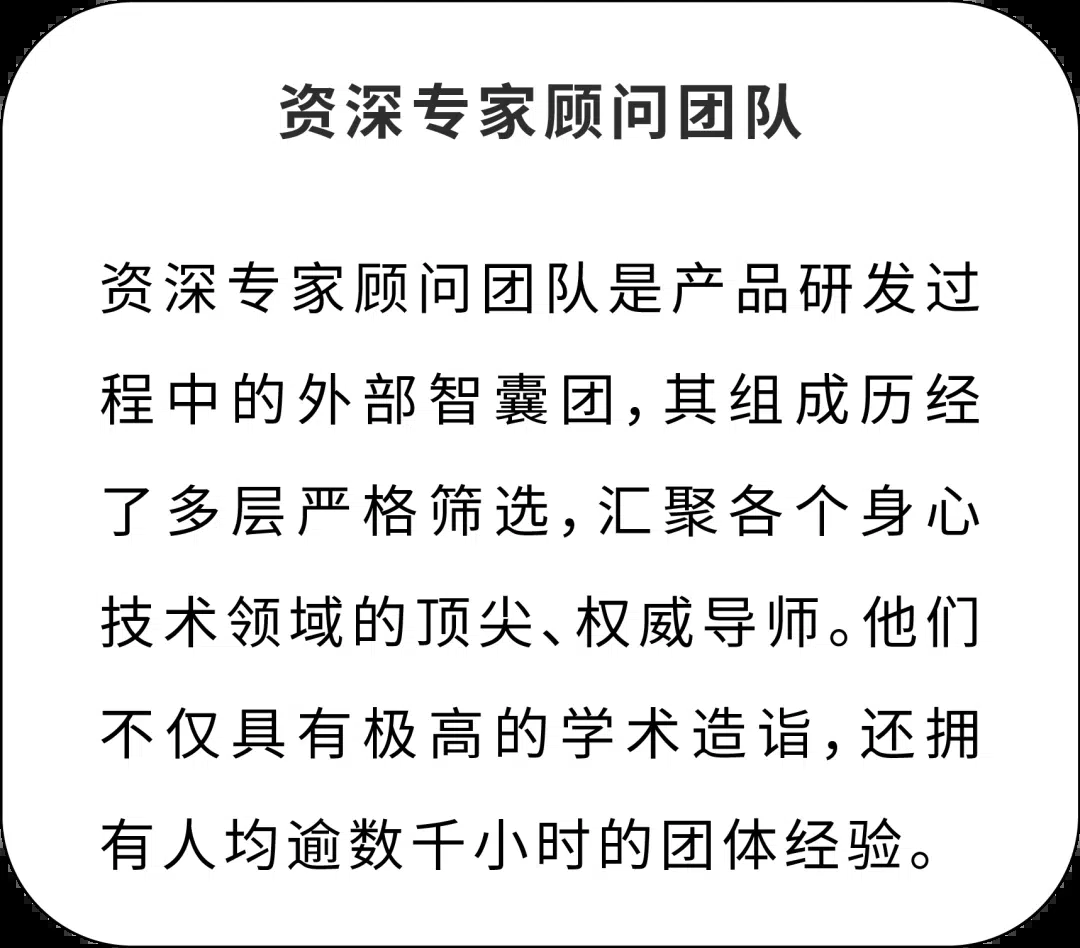 资深专家顾问团队
资深专家顾问团队是产品研发过
程中的外部智囊团，其组成历经
了多层严格筛选，汇聚各个身心
技术领域的顶尖、权威导师。他们
不仅具有极高的学术造诣，还拥
有人均逾数千小时的团体经验。